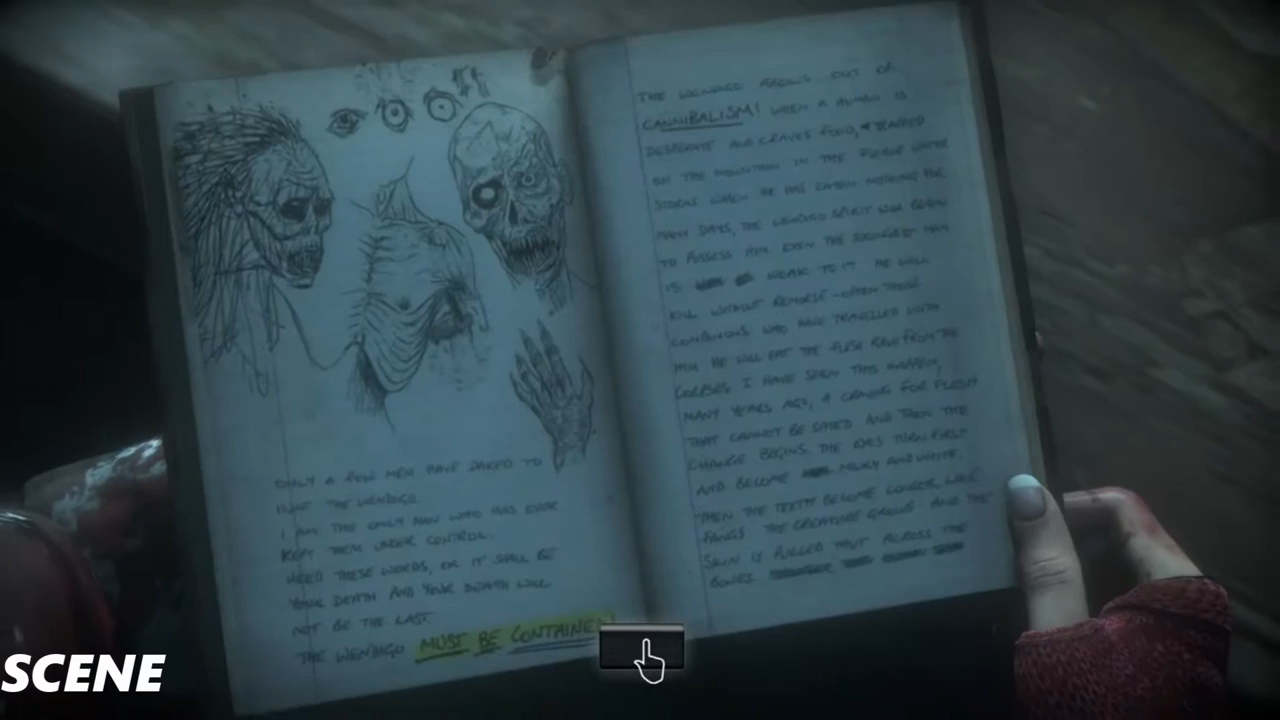 ONLY A FEW MEN HAVE DARED TO
HUNT THE WENDIGO.
I AM THE ONLY MAN WHO HAS EVER
KEPT THEM UNDER CONTROL.
HEED THESE WORDS, OR IT SHALL BE
YOUR DEATH AND YOUR DEATH WILL
NOT BE THE LAST.
THE WENDIGO MUST BE CONTAINED
THE WENDIGO ARISES OUT OF
CANNIBALISM! WHEN A HUMAN IS
DESPERATE AND CRAVES FOOD, & TRAPPED
ON THE MOUNTAIN IN THE FIERCE WINTER
STORMS WHEN HE HAS EATEN NOTHING FOR
MANY DAYS, THE WENDIGO SPIRIT WILL BEGIN
TO POSSESS HIM. EVEN THE STRONGEST MAN
IS WEAK TO IT. HE WILL
KILL WITHOUT REMORSE - OFTEN THOSE
COMPANIONS WHO HAVE TRAVELLED WITH
HIM. HE WILL EAT THE FLESH RAW FROM THE
CORPSES. I HAVE SEEN THIS HAPPEN,
MANY YEARS AGO, A CRAVING FOR FLESH
THAT CANNOT BE SATED AND THEN THE
CHANGE BEGINS. THE EYES TURN FIRST
AND BECOME MILKY AND WHITE.
THEN THE TEETH BECOME LONGER, LIKE
FANGS. THE CREATURE GROWS AND THE
SKIN IS PULLED TAUT ACROSS THE
BONES.
SCENE